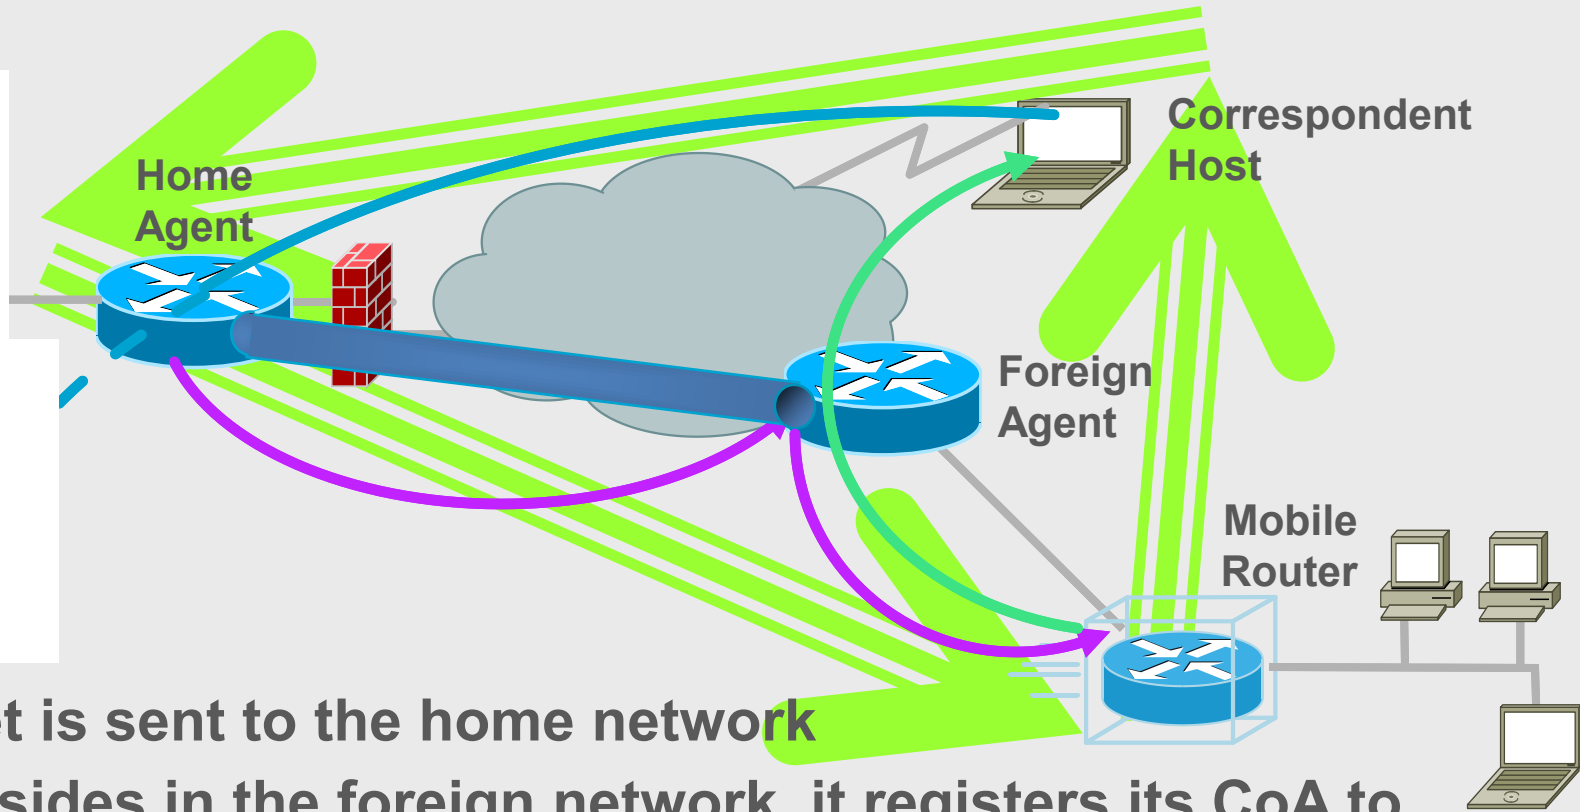 Correspondent
Host
Home
Agent
Foreign
Agent
Mobile
Router
et is sent to the home network
sides in the foreign network, it registers its CoA to